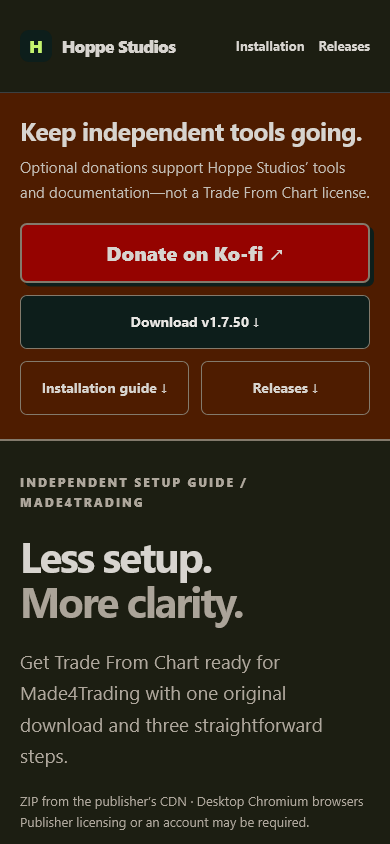 H Hoppe Studios Installation Releases
Keep independent tools going.
Optional donations support Hoppe Studios’ tools
and documentation—not a Trade From Chart license.
Donate on Ko-fi ↗
Download v1.7.50 ↓
Installation guide ↓ Releases ↓
INDEPENDENT SETUP GUIDE /
MADE4TRADING
Less setup.
More clarity.
Get Trade From Chart ready for
Made4Trading with one original
download and three straightforward
steps.
ZIP from the publisher’s CDN · Desktop Chromium browsers
Publisher licensing or an account may be required.